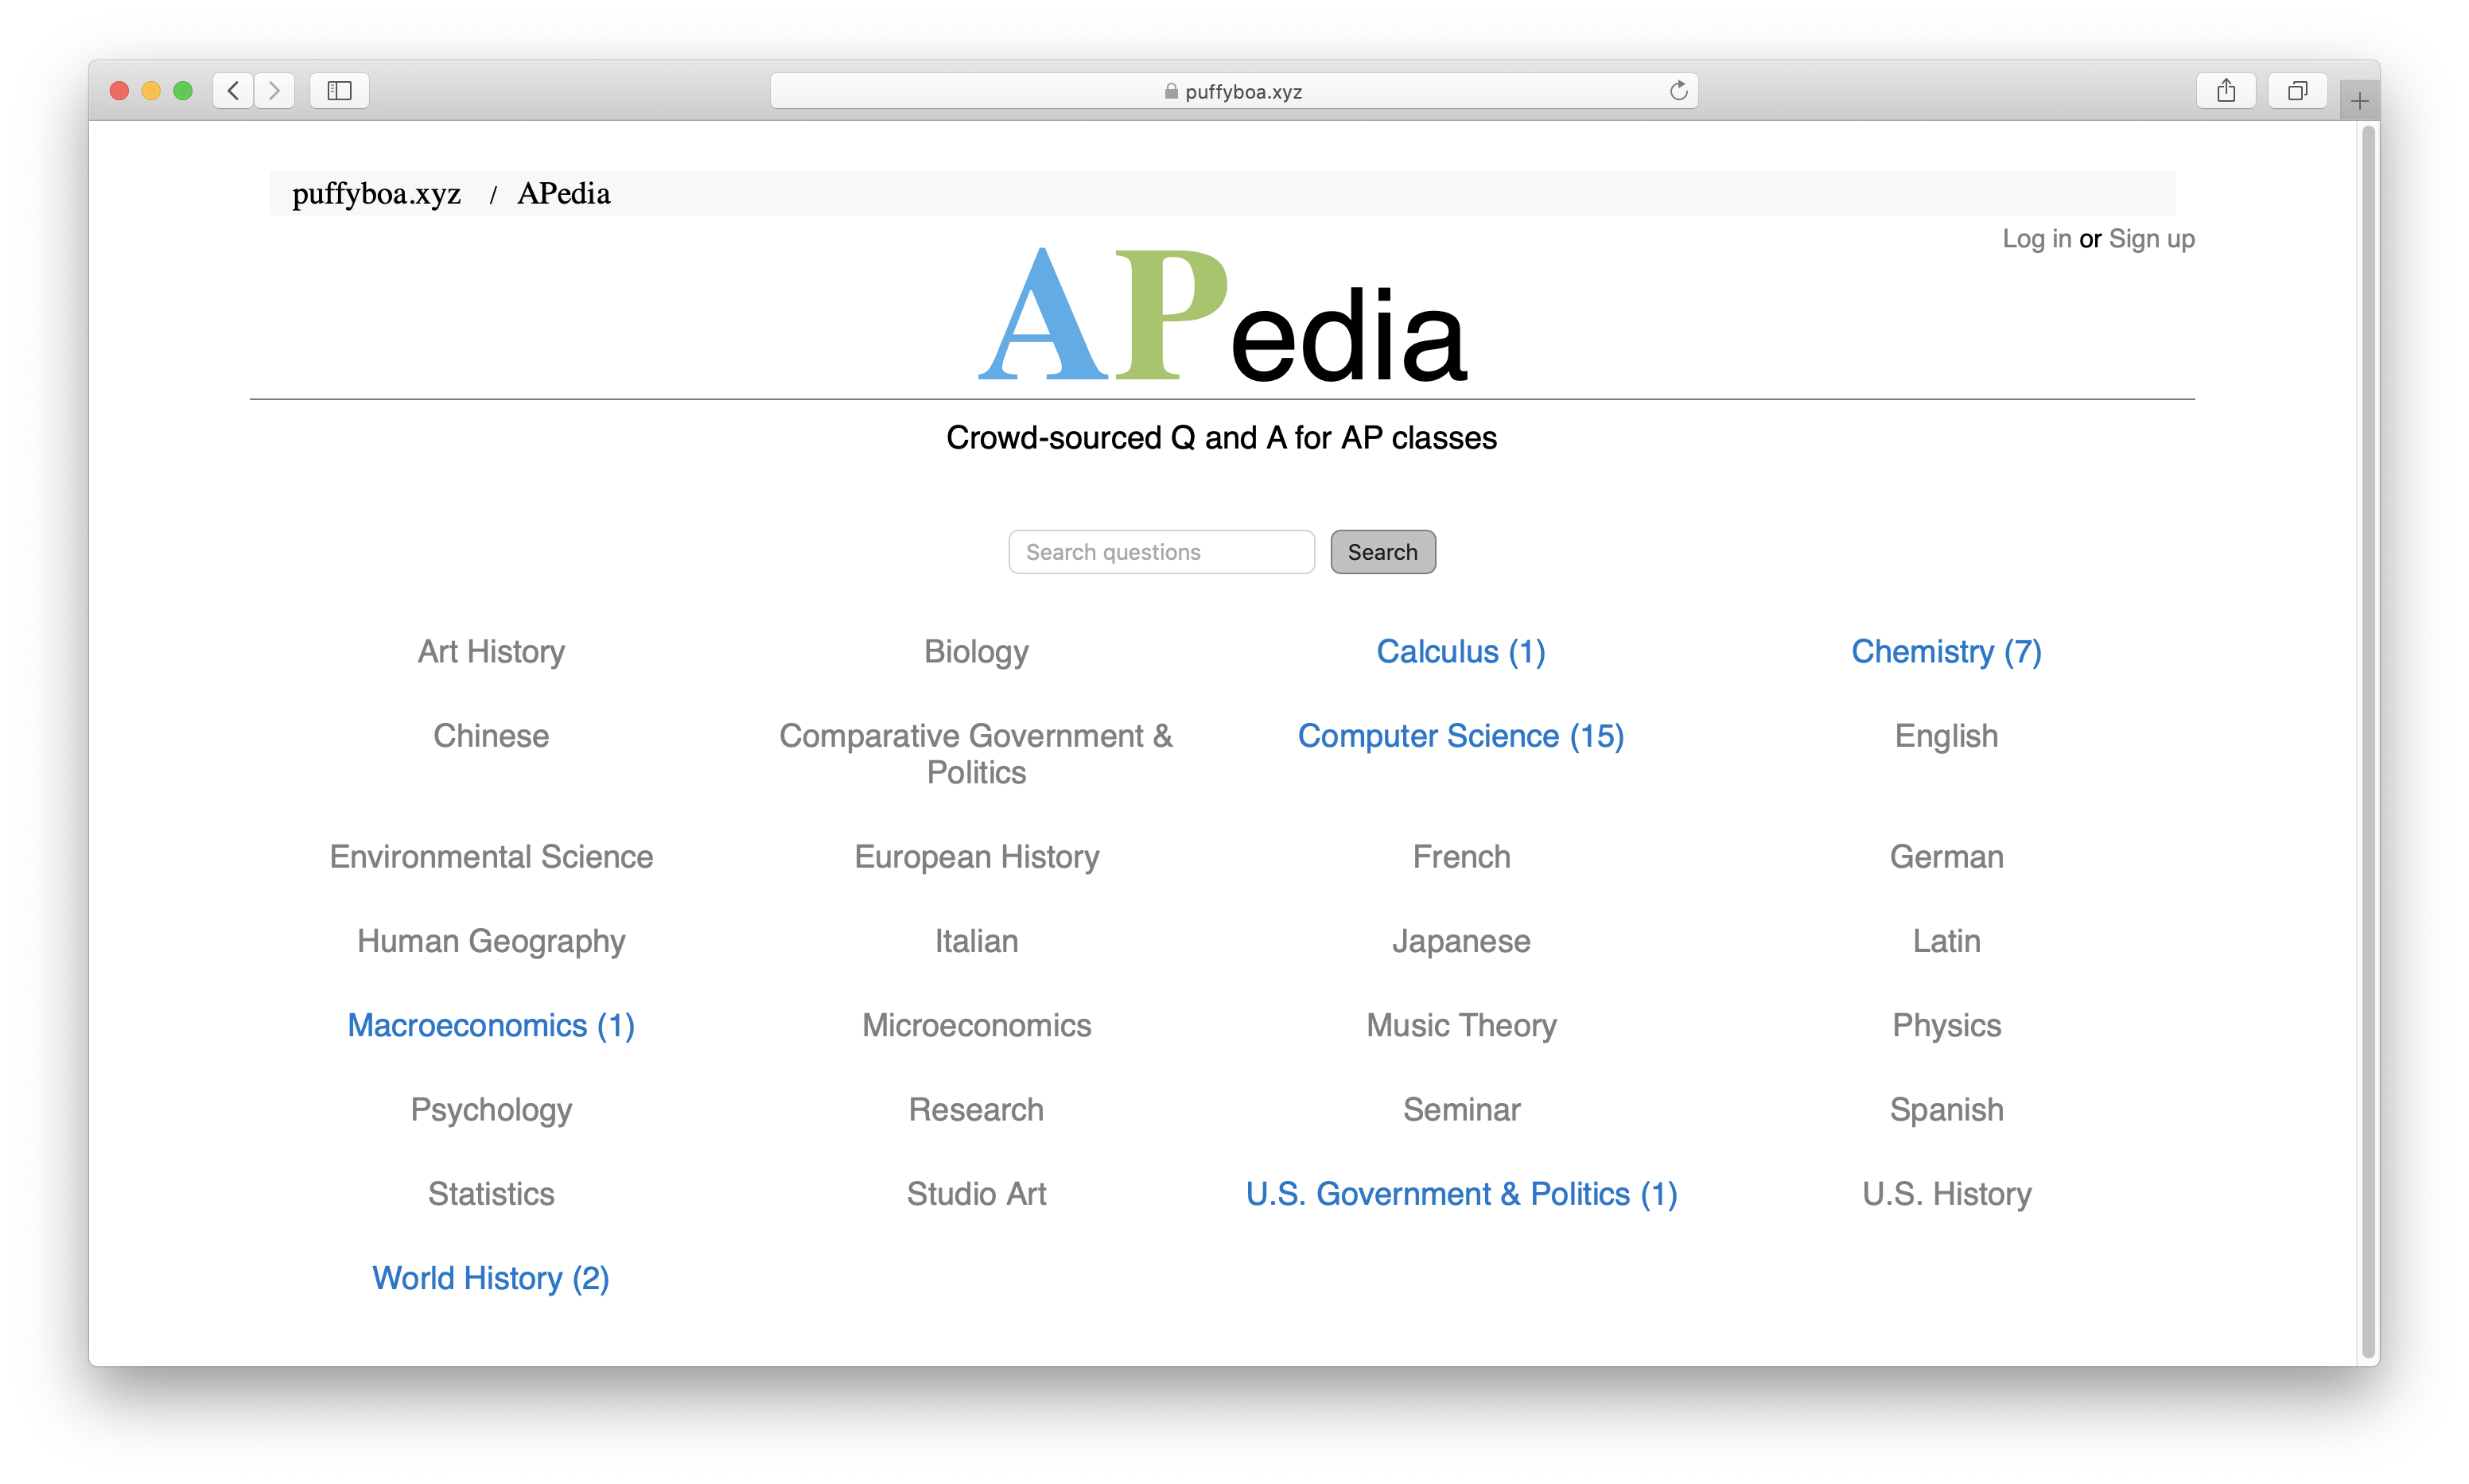 puffyboa.xyz
puffyboa.xyz / APedia
Log in or Sign up
APedia
Crowd-sourced Q and A for AP classes
Search questions Search
Art History Biology Calculus (1) Chemistry (7)
Chinese Comparative Government & Computer Science (15) English
Politics
Environmental Science European History French German
Human Geography Italian Japanese Latin
Macroeconomics (1) Microeconomics Music Theory Physics
Psychology Research Seminar Spanish
Statistics Studio Art U.S. Government & Politics (1) U.S. History
World History (2)